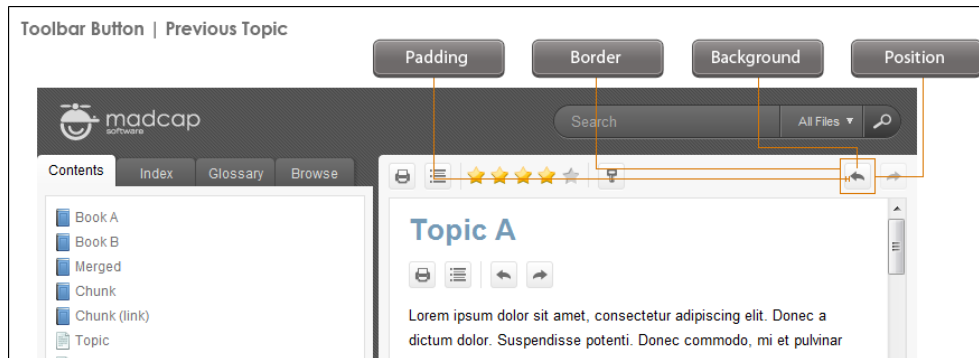 Toolbar Button | Previous Topic
Padding
Border
Background
Position
madcap
software
Search
All Files
Contents
Index
Glossary
Browse
Book A
Book B
Merged
Chunk
Chunk (link)
Topic
Topic A
Lorem ipsum dolor sit amet, consectetur adipiscing elit. Donec a
dictum dolor. Suspendisse potenti. Donec commodo, mi et pulvinar